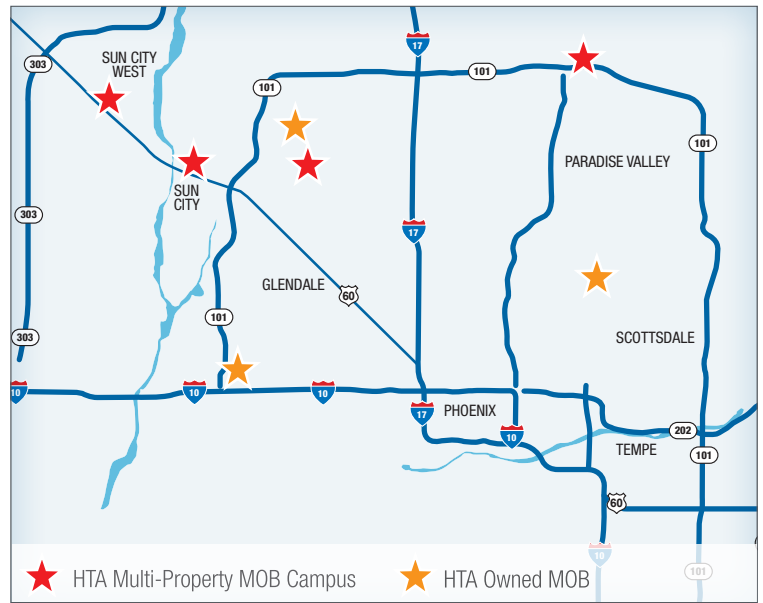 17
101
303
SUN CITY
WEST
101
101
PARADISE VALLEY
SUN
CITY
303
17
GLENDALE
60
101
303
SCOTTSDALE
10
10
10
17
PHOENIX
10
202
TEMPE
101
60
10
101
HTA Multi-Property MOB Campus
HTA Owned MOB